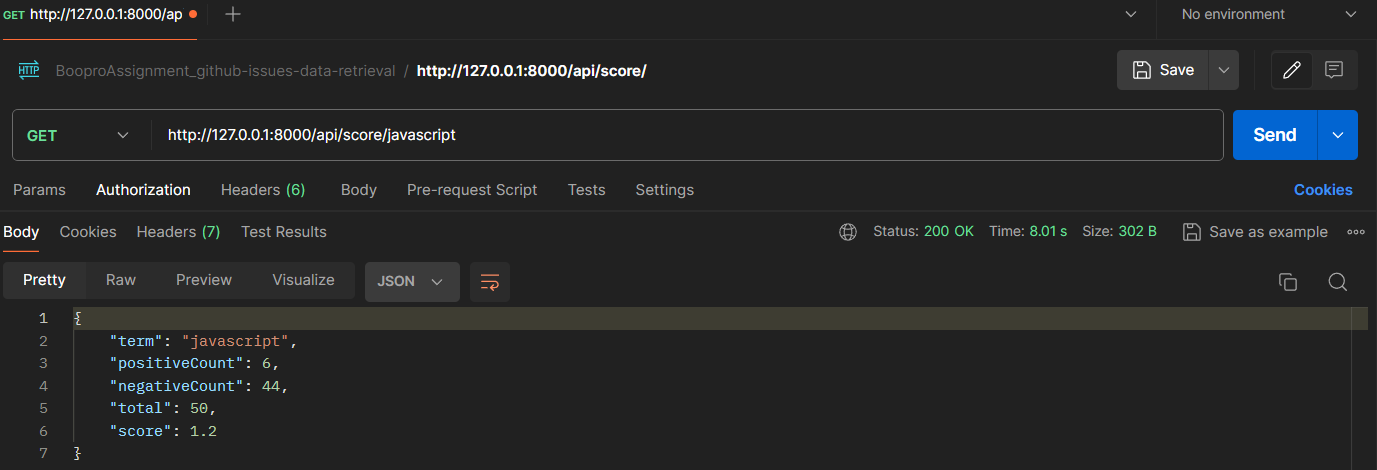 GET http://127.0.0.1:8000/ap No environment
HTTP BooproAssignment_github-issues-data-retrieval / http://127.0.0.1:8000/api/score/ Save
GET http://127.0.0.1:8000/api/score/javascript Send
Params Authorization Headers (6) Body Pre-request Script Tests Settings Cookies
Body Cookies Headers (7) Test Results Status: 200 OK Time: 8.01 s Size: 302 B Save as example
Pretty Raw Preview Visualize JSON
1 {
2 "term": "javascript",
3 "positiveCount": 6,
4 "negativeCount": 44,
5 "total": 50,
6 "score": 1.2
7 }